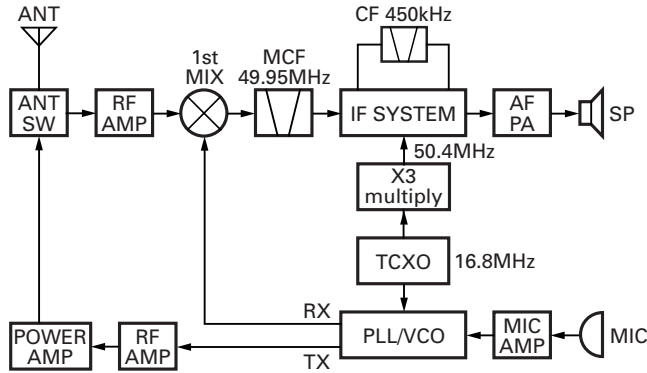 ANT
CF 450kHz
1st
MIX
MCF
49.95MHz
ANT
SW
RF
AMP
IF SYSTEM
AF
PA
SP
50.4MHz
X3
multiply
TCXO
16.8MHz
RX
POWER
AMP
RF
AMP
TX
PLL/VCO
MIC
AMP
MIC